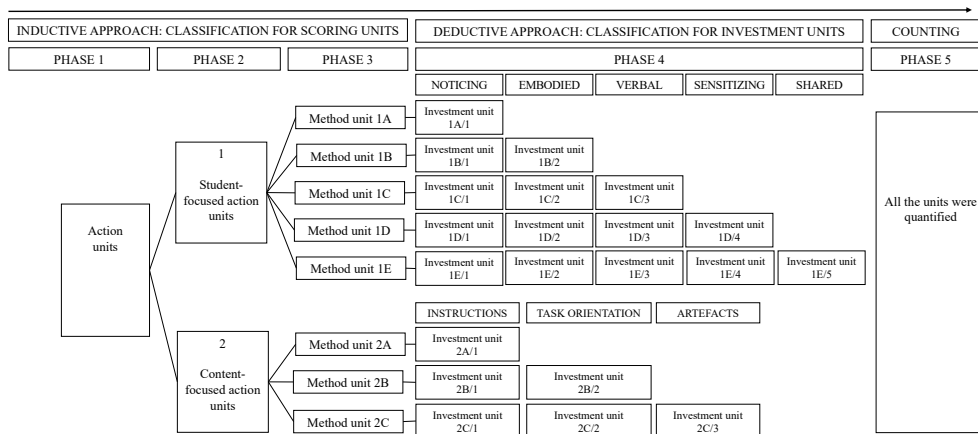 INDUCTIVE APPROACH: CLASSIFICATION FOR SCORING UNITS
DEDUCTIVE APPROACH: CLASSIFICATION FOR INVESTMENT UNITS
COUNTING
PHASE 1
PHASE 2
PHASE 3
PHASE 4
PHASE 5
NOTICING
EMBODIED
VERBAL
SENSITIZING
SHARED
Action
units
1
Student-
focused action
units
Method unit 1A
Investment unit
1A/1
Method unit 1B
Investment unit
1B/1
Investment unit
1B/2
Method unit 1C
Investment unit
1C/1
Investment unit
1C/2
Investment unit
1C/3
Method unit 1D
Investment unit
1D/1
Investment unit
1D/2
Investment unit
1D/3
Investment unit
1D/4
Method unit 1E
Investment unit
1E/1
Investment unit
1E/2
Investment unit
1E/3
Investment unit
1E/4
Investment unit
1E/5
INSTRUCTIONS
TASK ORIENTATION
ARTEFACTS
2
Content-
focused action
units
Method unit 2A
Investment unit
2A/1
Method unit 2B
Investment unit
2B/1
Investment unit
2B/2
Method unit 2C
Investment unit
2C/1
Investment unit
2C/2
Investment unit
2C/3
All the units were
quantified